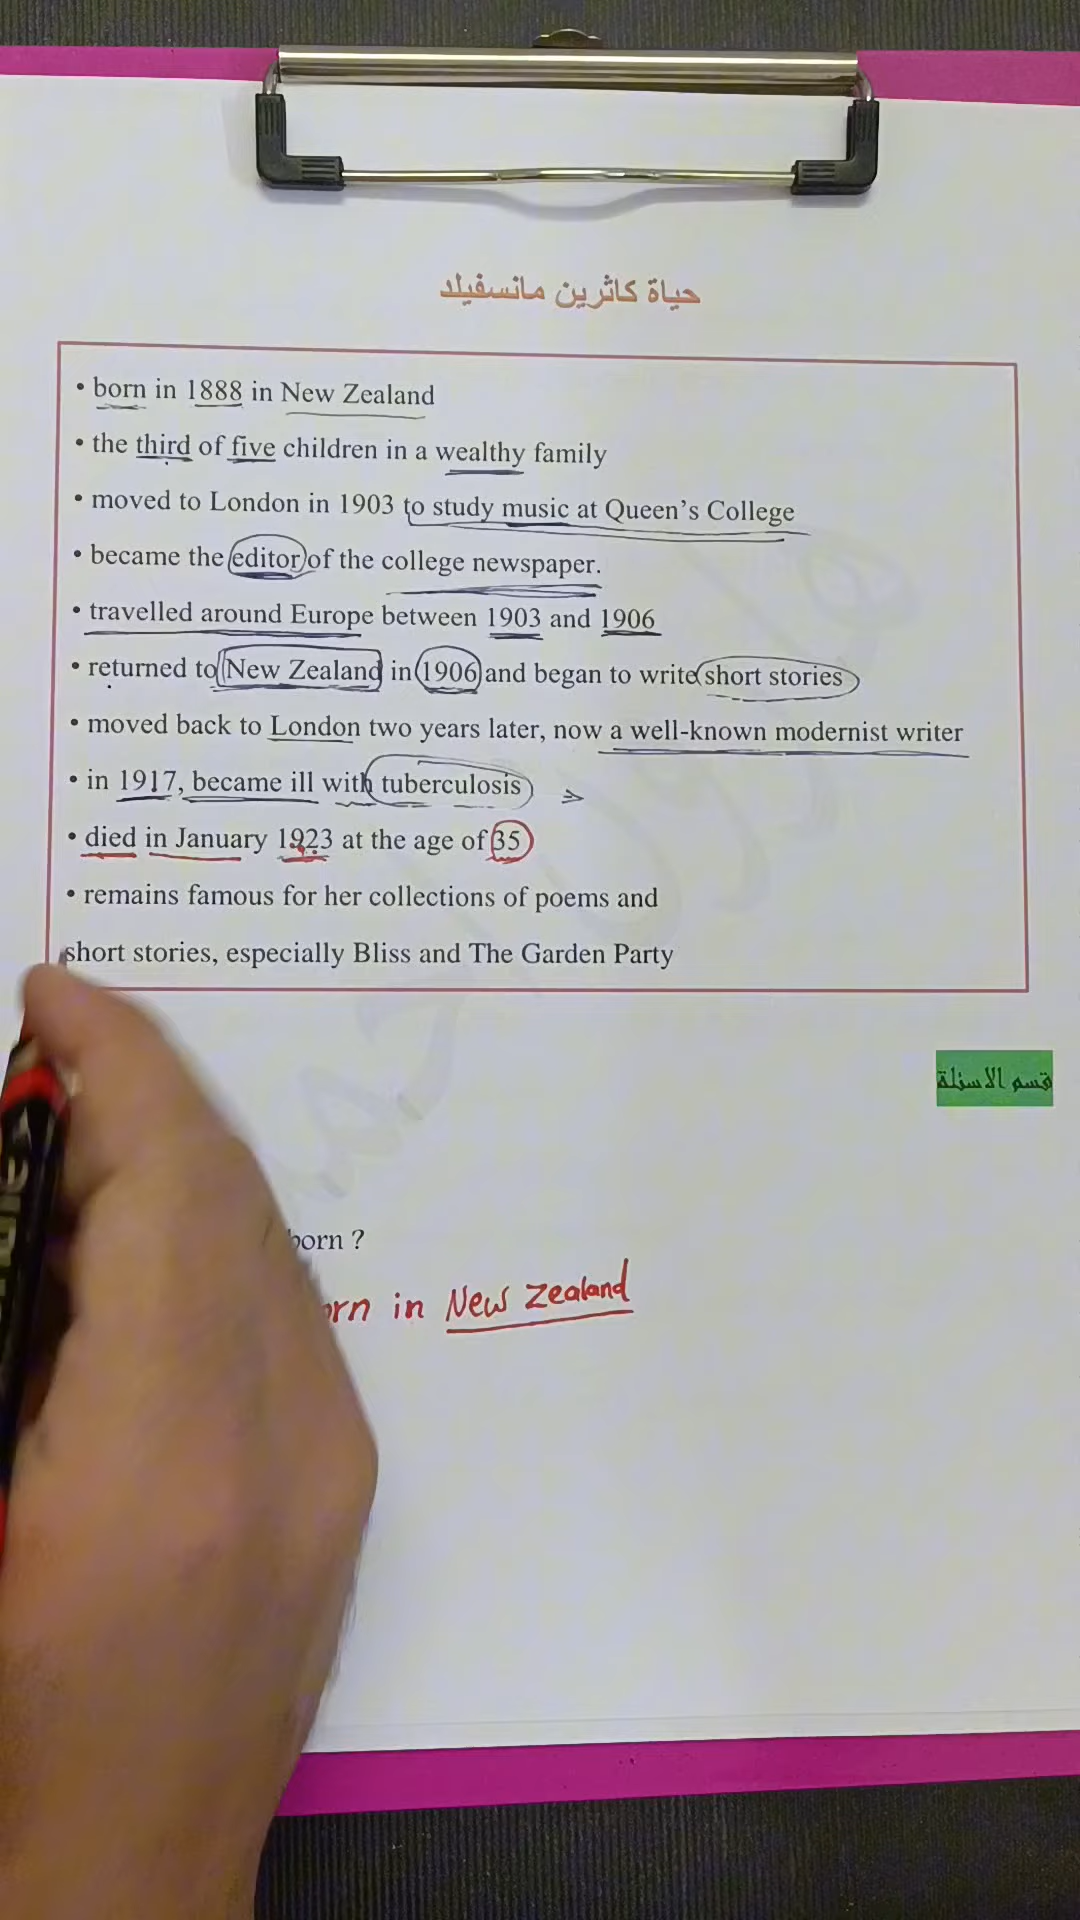 حياة كاثرين مانسفيلد
• born in 1888 in New Zealand
• the third of five children in a wealthy family
• moved to London in 1903 to study music at Queen's College
• became the editor of the college newspaper.
• travelled around Europe between 1903 and 1906
• returned to New Zealand in 1906 and began to write short stories
• moved back to London two years later, now a well-known modernist writer
• in 1917, became ill with tuberculosis
• died in January 1923 at the age of 35
• remains famous for her collections of poems and
short stories, especially Bliss and The Garden Party
قسم الاسئلة
born ?
orn in New Zealand